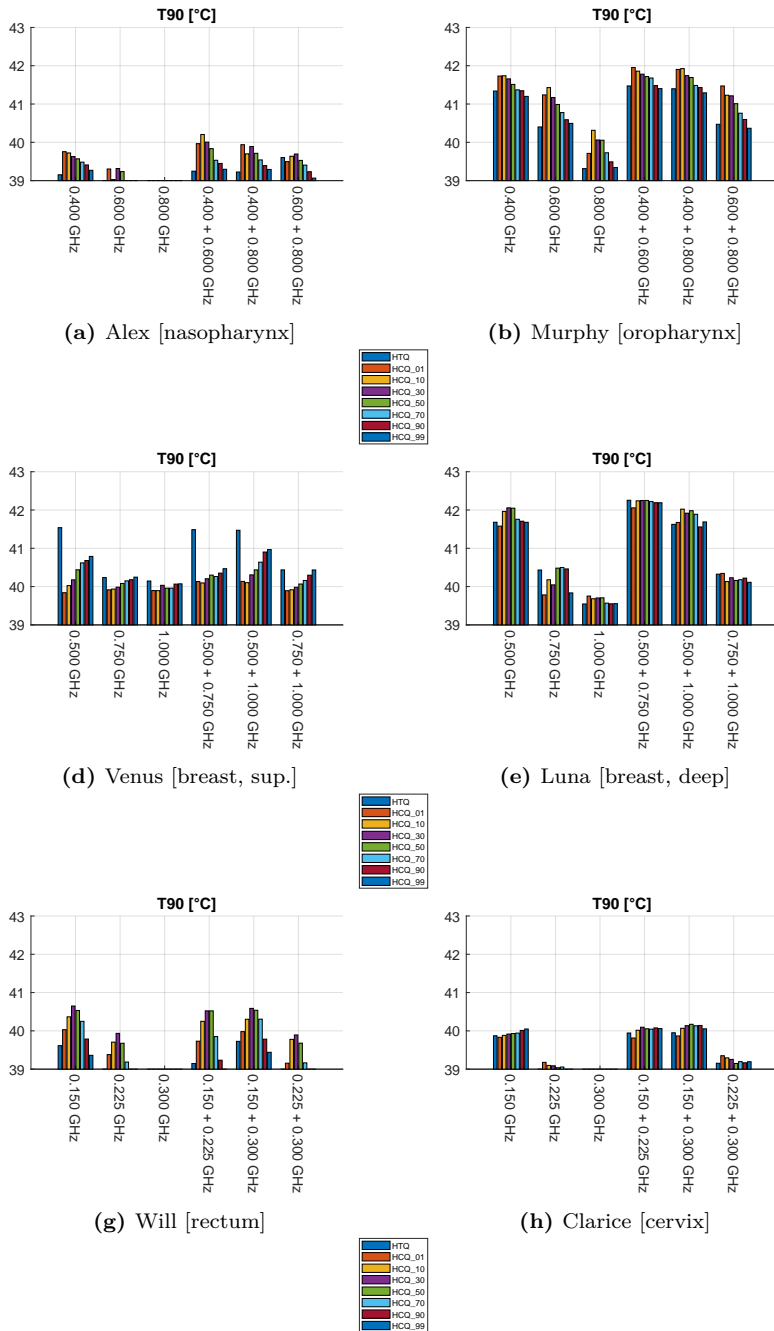 T90 [°C]
43
42
41
40
39
0.400 GHz
0.600 GHz
0.800 GHz
0.400 + 0.600 GHz
0.400 + 0.800 GHz
0.600 + 0.800 GHz
(a) Alex [nasopharynx]
T90 [°C]
43
42
41
40
39
0.400 GHz
0.600 GHz
0.800 GHz
0.400 + 0.600 GHz
0.400 + 0.800 GHz
0.600 + 0.800 GHz
(b) Murphy [oropharynx]
HTQ
HCQ_01
HCQ_10
HCQ_30
HCQ_50
HCQ_70
HCQ_90
HCQ_99
T90 [°C]
43
42
41
40
39
0.500 GHz
0.750 GHz
1.000 GHz
0.500 + 0.750 GHz
0.500 + 1.000 GHz
0.750 + 1.000 GHz
(d) Venus [breast, sup.]
T90 [°C]
43
42
41
40
39
0.500 GHz
0.750 GHz
1.000 GHz
0.500 + 0.750 GHz
0.500 + 1.000 GHz
0.750 + 1.000 GHz
(e) Luna [breast, deep]
HTQ
HCQ_01
HCQ_10
HCQ_30
HCQ_50
HCQ_70
HCQ_90
HCQ_99
T90 [°C]
43
42
41
40
39
0.150 GHz
0.225 GHz
0.300 GHz
0.150 + 0.225 GHz
0.150 + 0.300 GHz
0.225 + 0.300 GHz
(g) Will [rectum]
T90 [°C]
43
42
41
40
39
0.150 GHz
0.225 GHz
0.300 GHz
0.150 + 0.225 GHz
0.150 + 0.300 GHz
0.225 + 0.300 GHz
(h) Clarice [cervix]
HTQ
HCQ_01
HCQ_10
HCQ_30
HCQ_50
HCQ_70
HCQ_90
HCQ_99